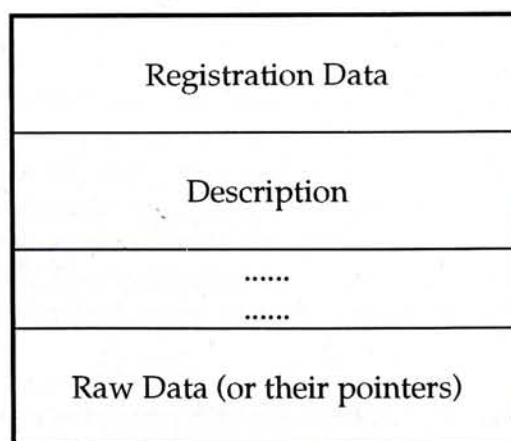 Registration Data
Description
......
......
Raw Data (or their pointers)